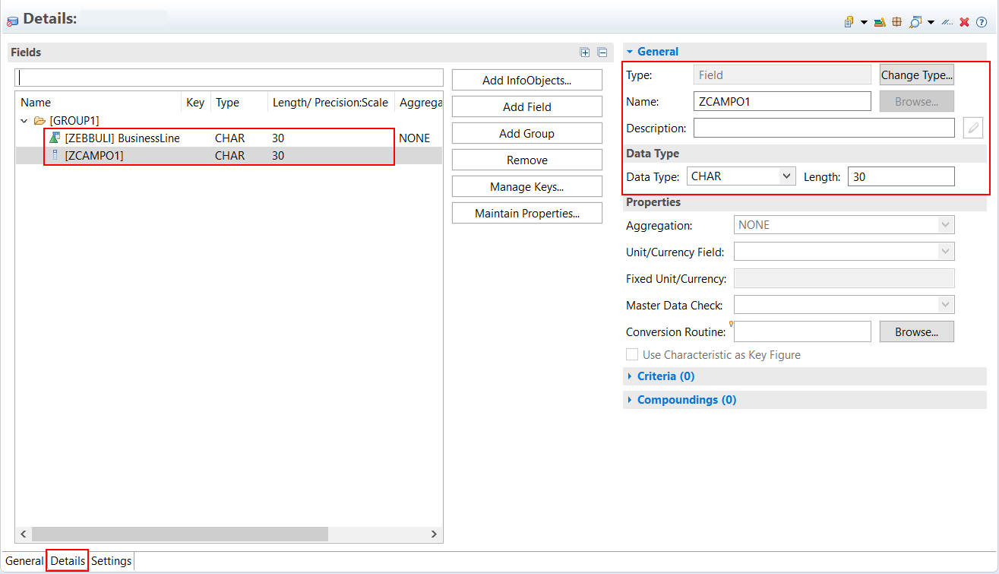 Details:
Fields
Name Key Type Length/ Precision:Scale Aggrega
[GROUP1]
[ZEBBULI] BusinessLine CHAR 30 NONE
[ZCAMPO1] CHAR 30
Add InfoObjects...
Add Field
Add Group
Remove
Manage Keys...
Maintain Properties...
General
Type: Field Change Type...
Name: ZCAMPO1 Browse...
Description:
Data Type
Data Type: CHAR Length: 30
Properties
Aggregation: NONE
Unit/Currency Field:
Fixed Unit/Currency:
Master Data Check:
Conversion Routine: Browse...
Use Characteristic as Key Figure
Criteria (0)
Compoundings (0)
General Details Settings